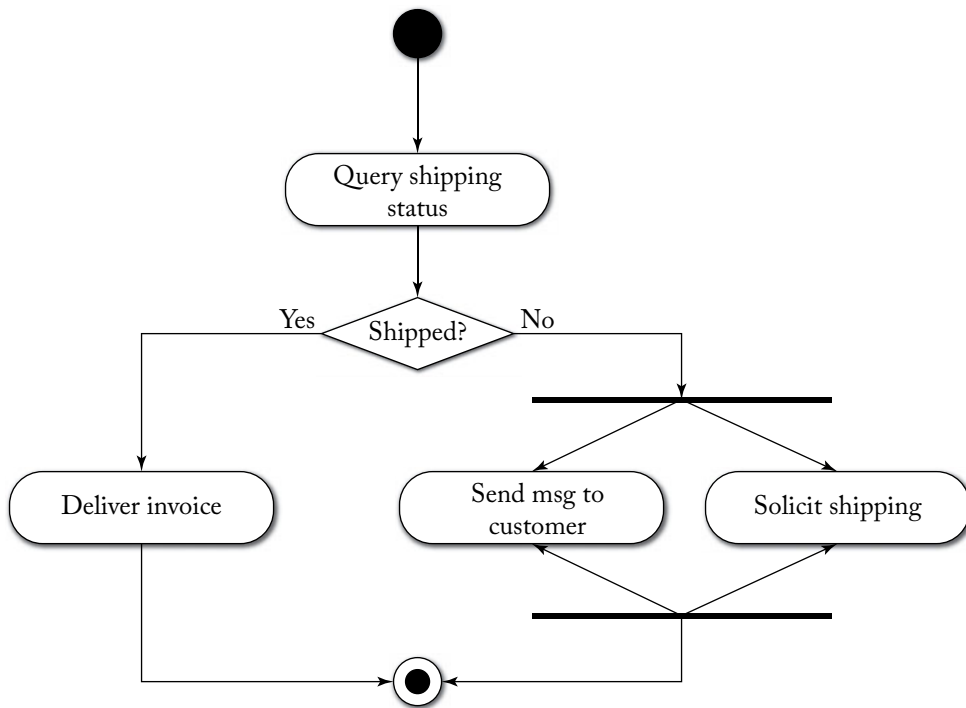 Query shipping
status
Yes
Shipped?
No
Deliver invoice
Send msg to
customer
Solicit shipping